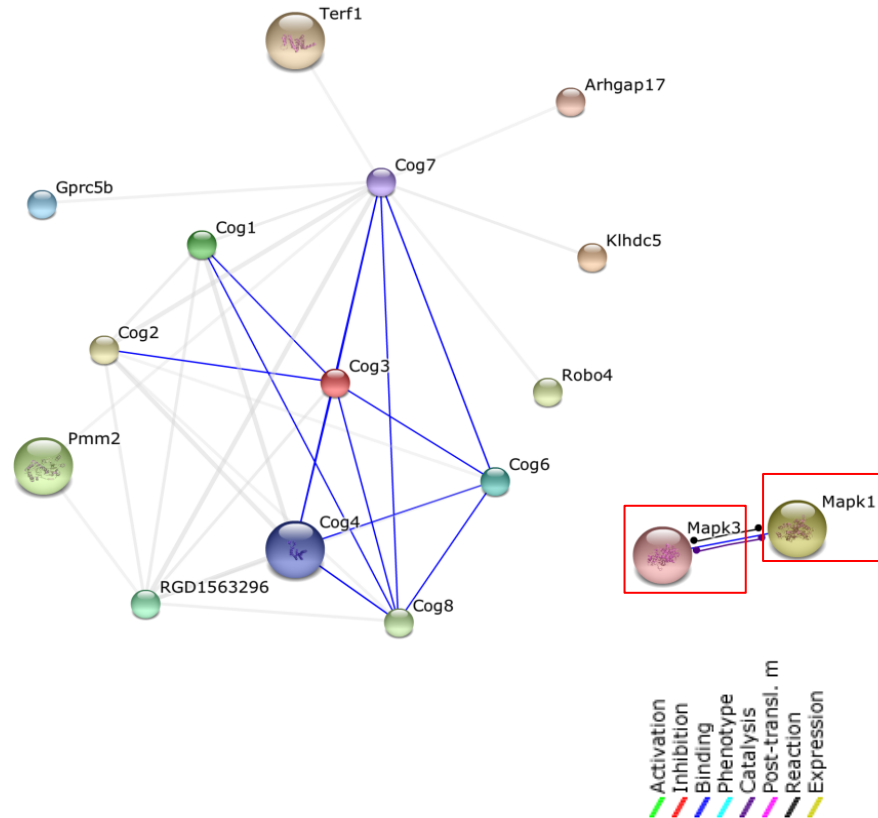 Terf1
Arhgap17
Cog7
Gprc5b
Cog1
Klhdc5
Cog2
Cog3
Robo4
Pmm2
Cog6
Mapk1
Cog4
Mapk3
RGD1563296
Cog8
Activation
Inhibition
Binding
Phenotype
Catalysis
Post-transl. m
Reaction
Expression